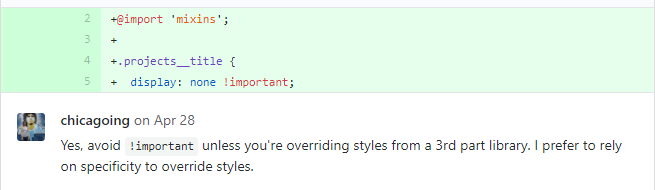 2 +@import 'mixins';
3 +
4 +.projects__title {
5 + display: none !important;
chicagoing on Apr 28
Yes, avoid !important unless you're overriding styles from a 3rd part library. I prefer to rely
on specificity to override styles.